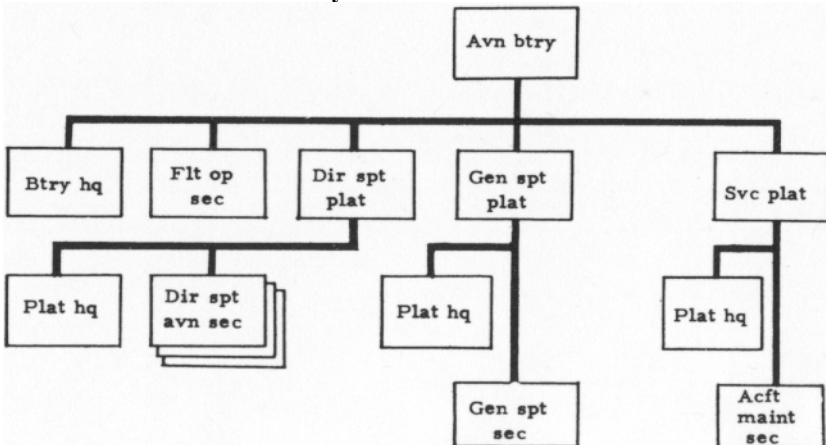 Avn btry
Btry hq
Flt op
sec
Dir spt
plat
Gen spt
plat
Svc plat
Plat hq
Dir spt
avn sec
Plat hq
Plat hq
Gen spt
sec
Acft
maint
sec